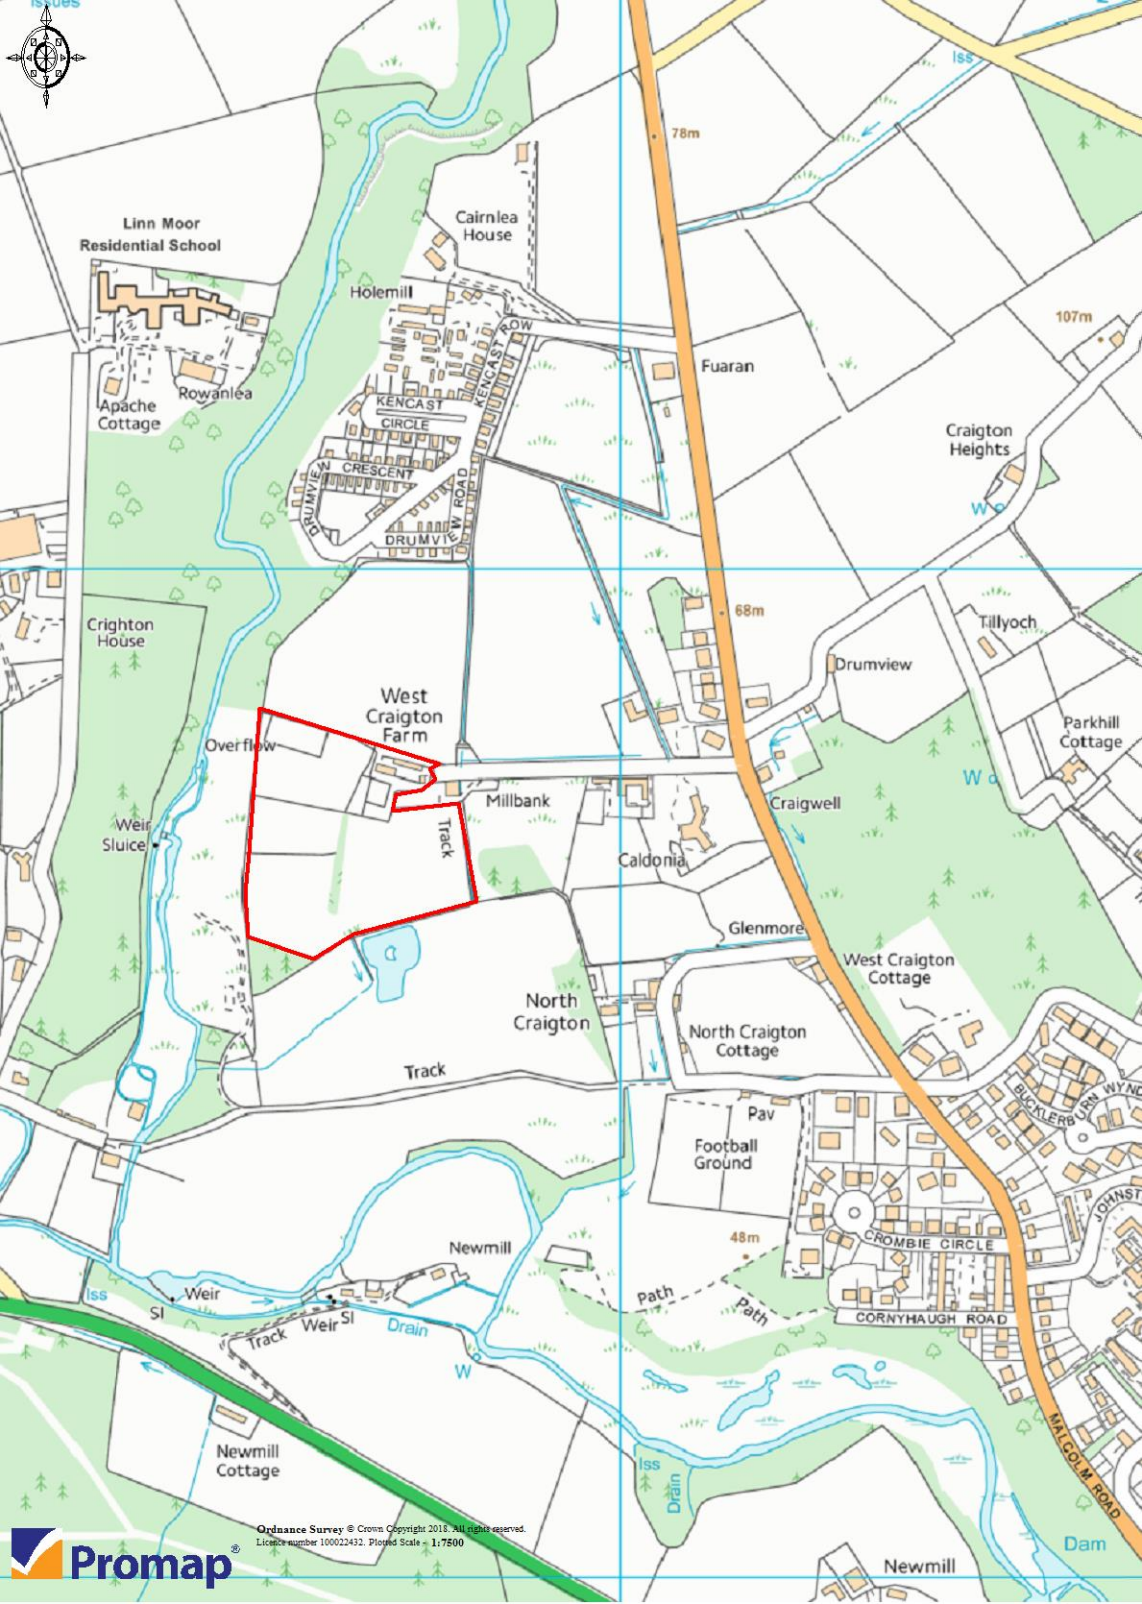 Issues
Iss
78m
Linn Moor
Residential School
Cairnlea
House
Holemill
107m
KENCAST ROW
Fuaran
Rowanlea
Apache
Cottage
KENCAST
CIRCLE
Craigton
Heights
CRESCENT
DRUMVIEW
DRUMVIEW ROAD
W
68m
Crighton
House
Tillyoch
Drumview
West
Craigton
Farm
Parkhill
Cottage
Overflow
W
Millbank
Craigwell
Weir
Sluice
Track
Caldonia
Glenmore
West Craigton
Cottage
North
Craigton
North Craigton
Cottage
Track
BUCKLERBURN WYND
Pav
Football
Ground
JOHNST
48m
CROMBIE CIRCLE
Newmill
Iss
Weir
Path
Path
SI
Weir SI
Drain
CORNYHAUGH ROAD
Track
W
MALCOLM ROAD
Newmill
Cottage
Iss
Drain
Ordnance Survey © Crown Copyright 2018. All rights reserved.
Licence number 100022432. Plotted Scale - 1:7500
Promap®
Dam
Newmill